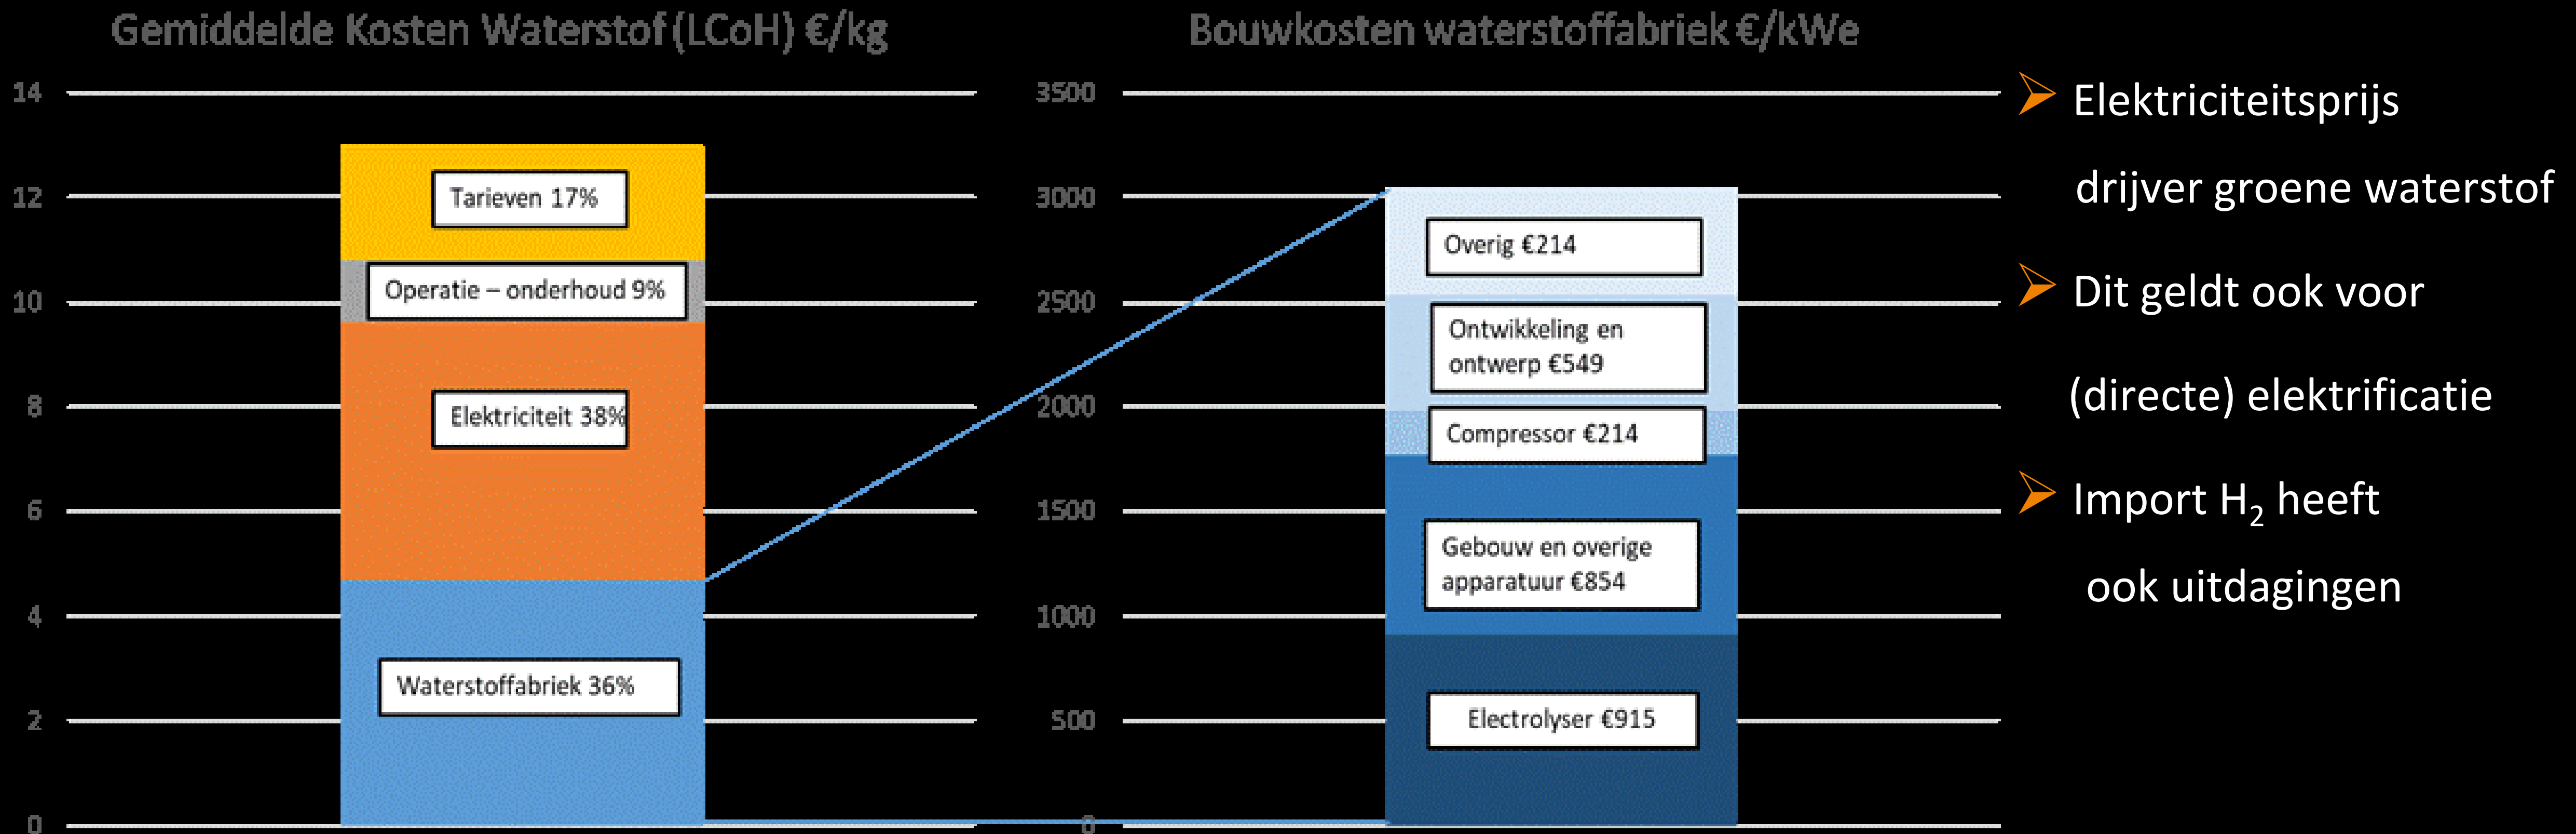 Gemiddelde Kosten Waterstof (LCoH) €/kg
14
12
10
8
6
4
2
0
Tarieven 17%
Operatie – onderhoud 9%
Elektriciteit 38%
Waterstoffabriek 36%
Bouwkosten waterstoffabriek €/kWe
3500
3000
2500
2000
1500
1000
500
0
Overig €214
Ontwikkeling en
ontwerp €549
Compressor €214
Gebouw en overige
apparatuur €854
Electrolyser €915
Elektriciteitsprijs
drijver groene waterstof
Dit geldt ook voor
(directe) elektrificatie
Import H₂ heeft
ook uitdagingen